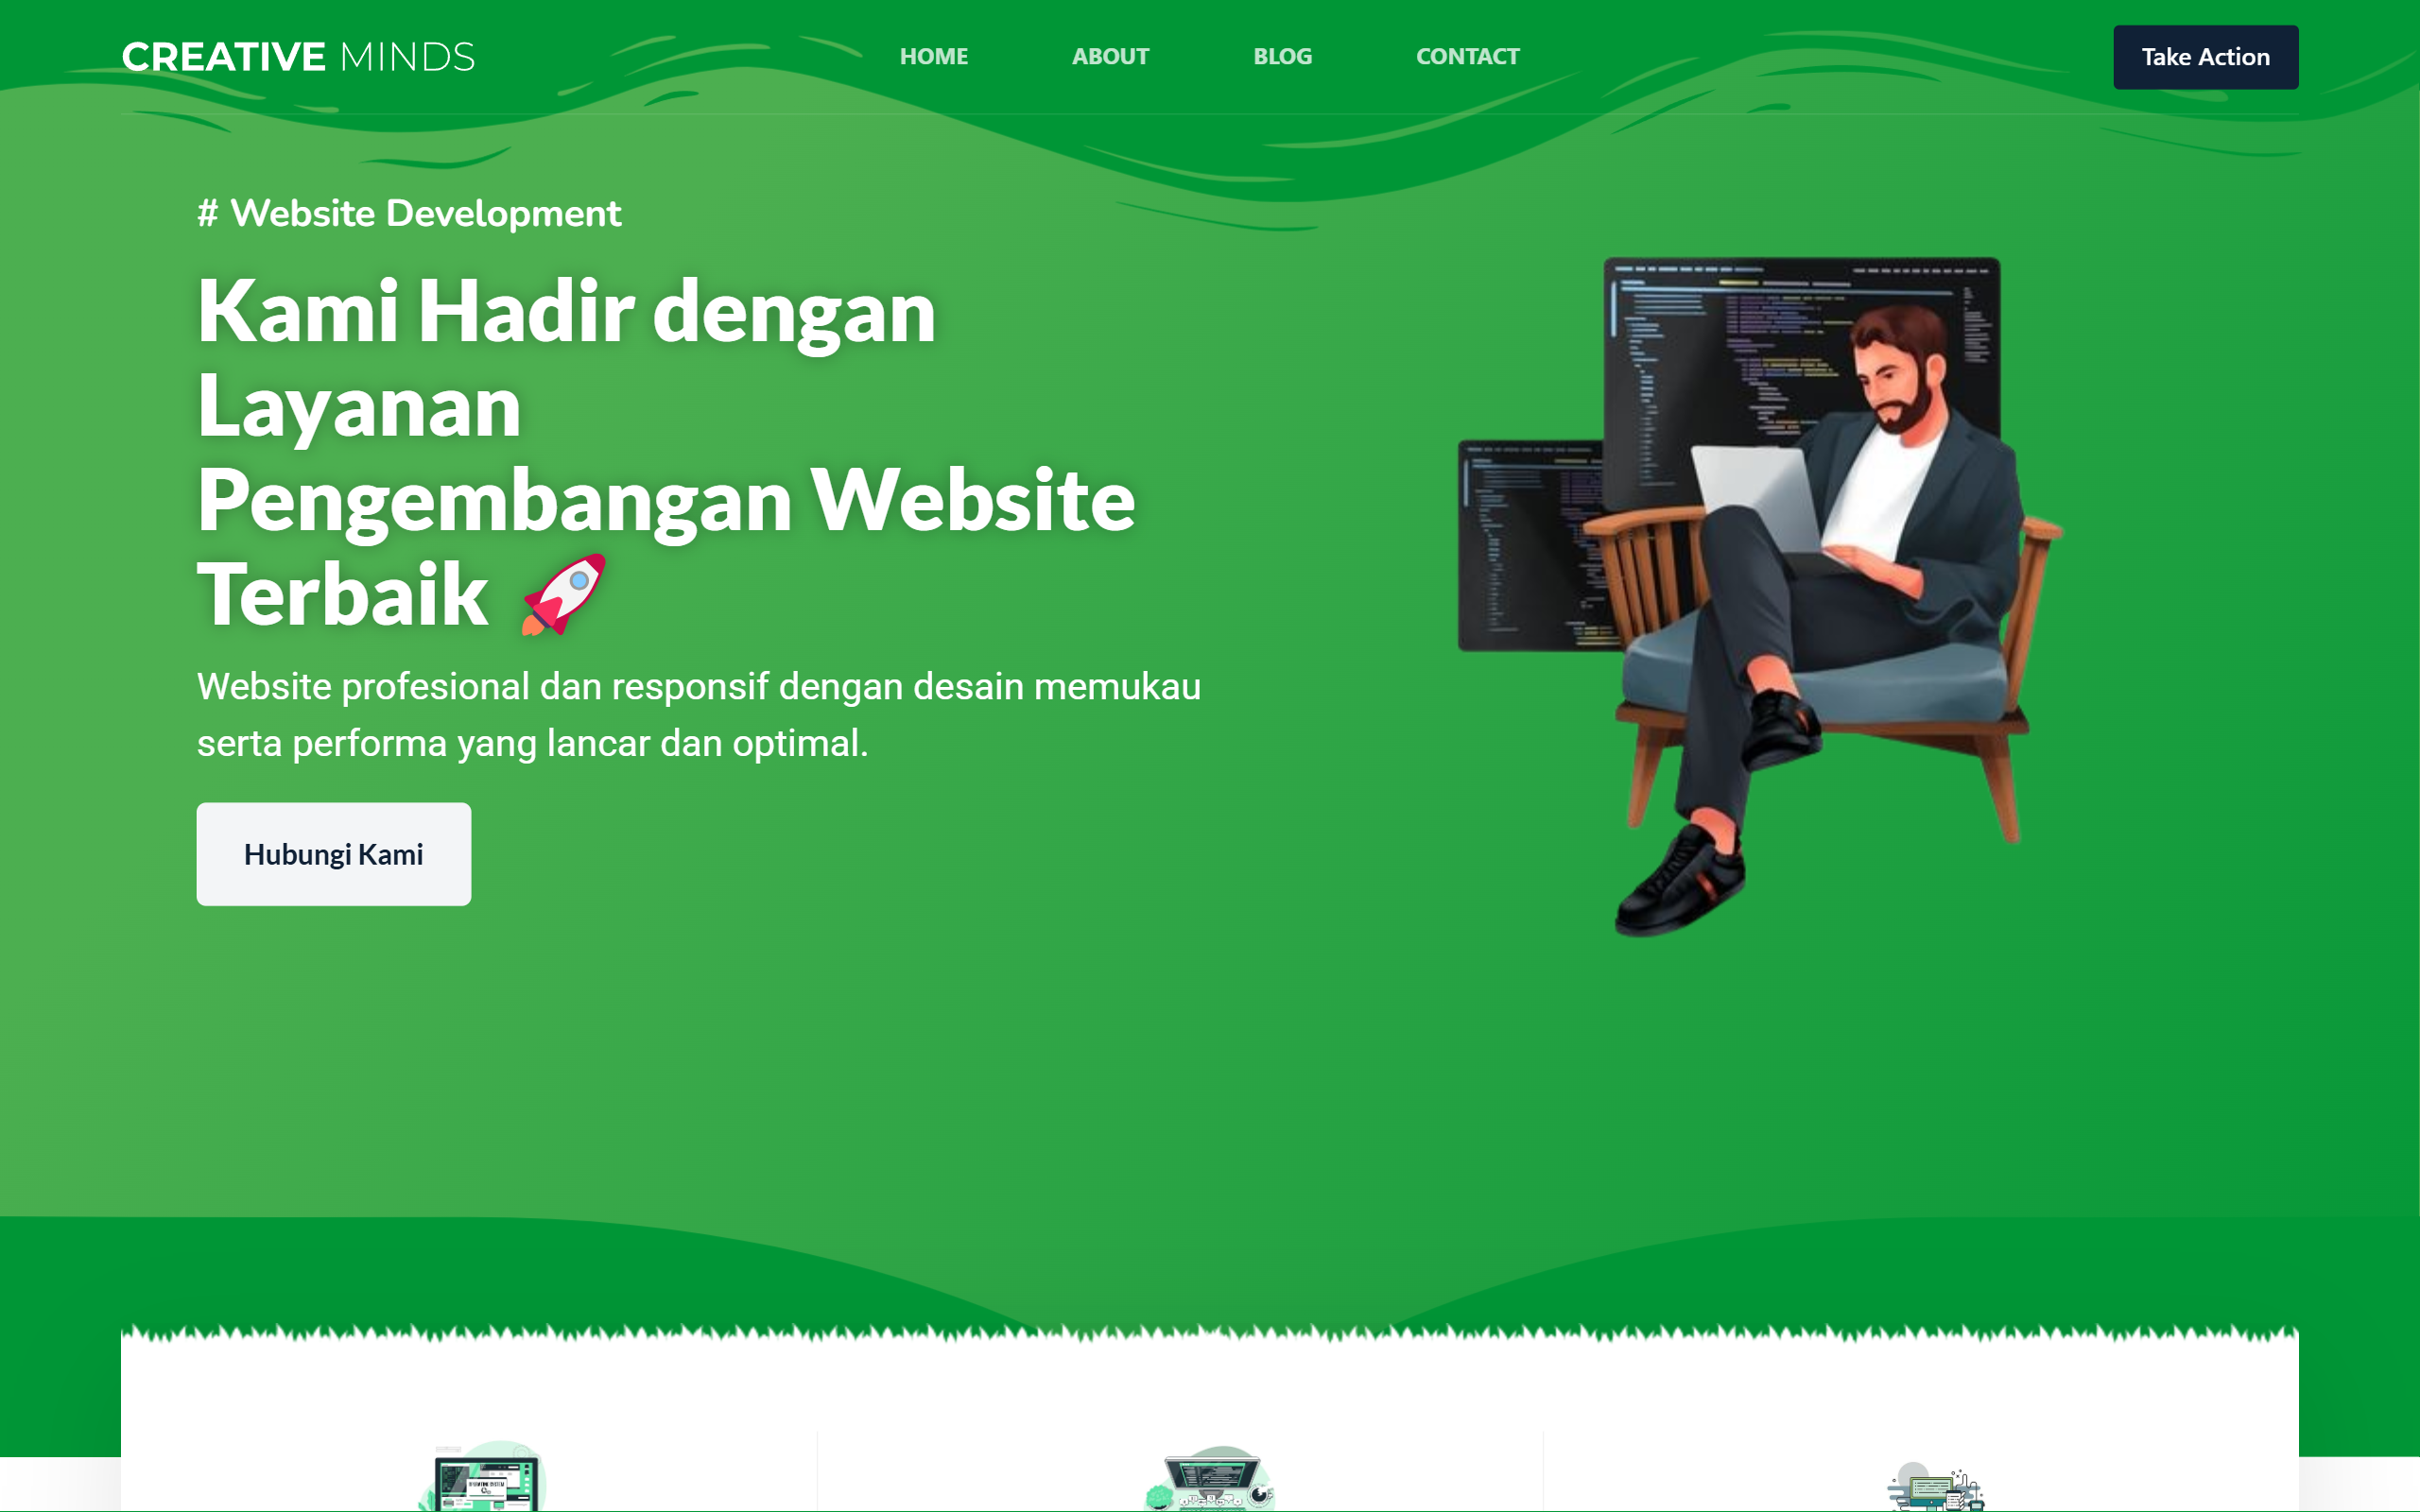 CREATIVE MINDS
HOME
ABOUT
BLOG
CONTACT
Take Action
# Website Development
Kami Hadir dengan
Layanan
Pengembangan Website
Terbaik 🚀
Website profesional dan responsif dengan desain memukau
serta performa yang lancar dan optimal.
Hubungi Kami